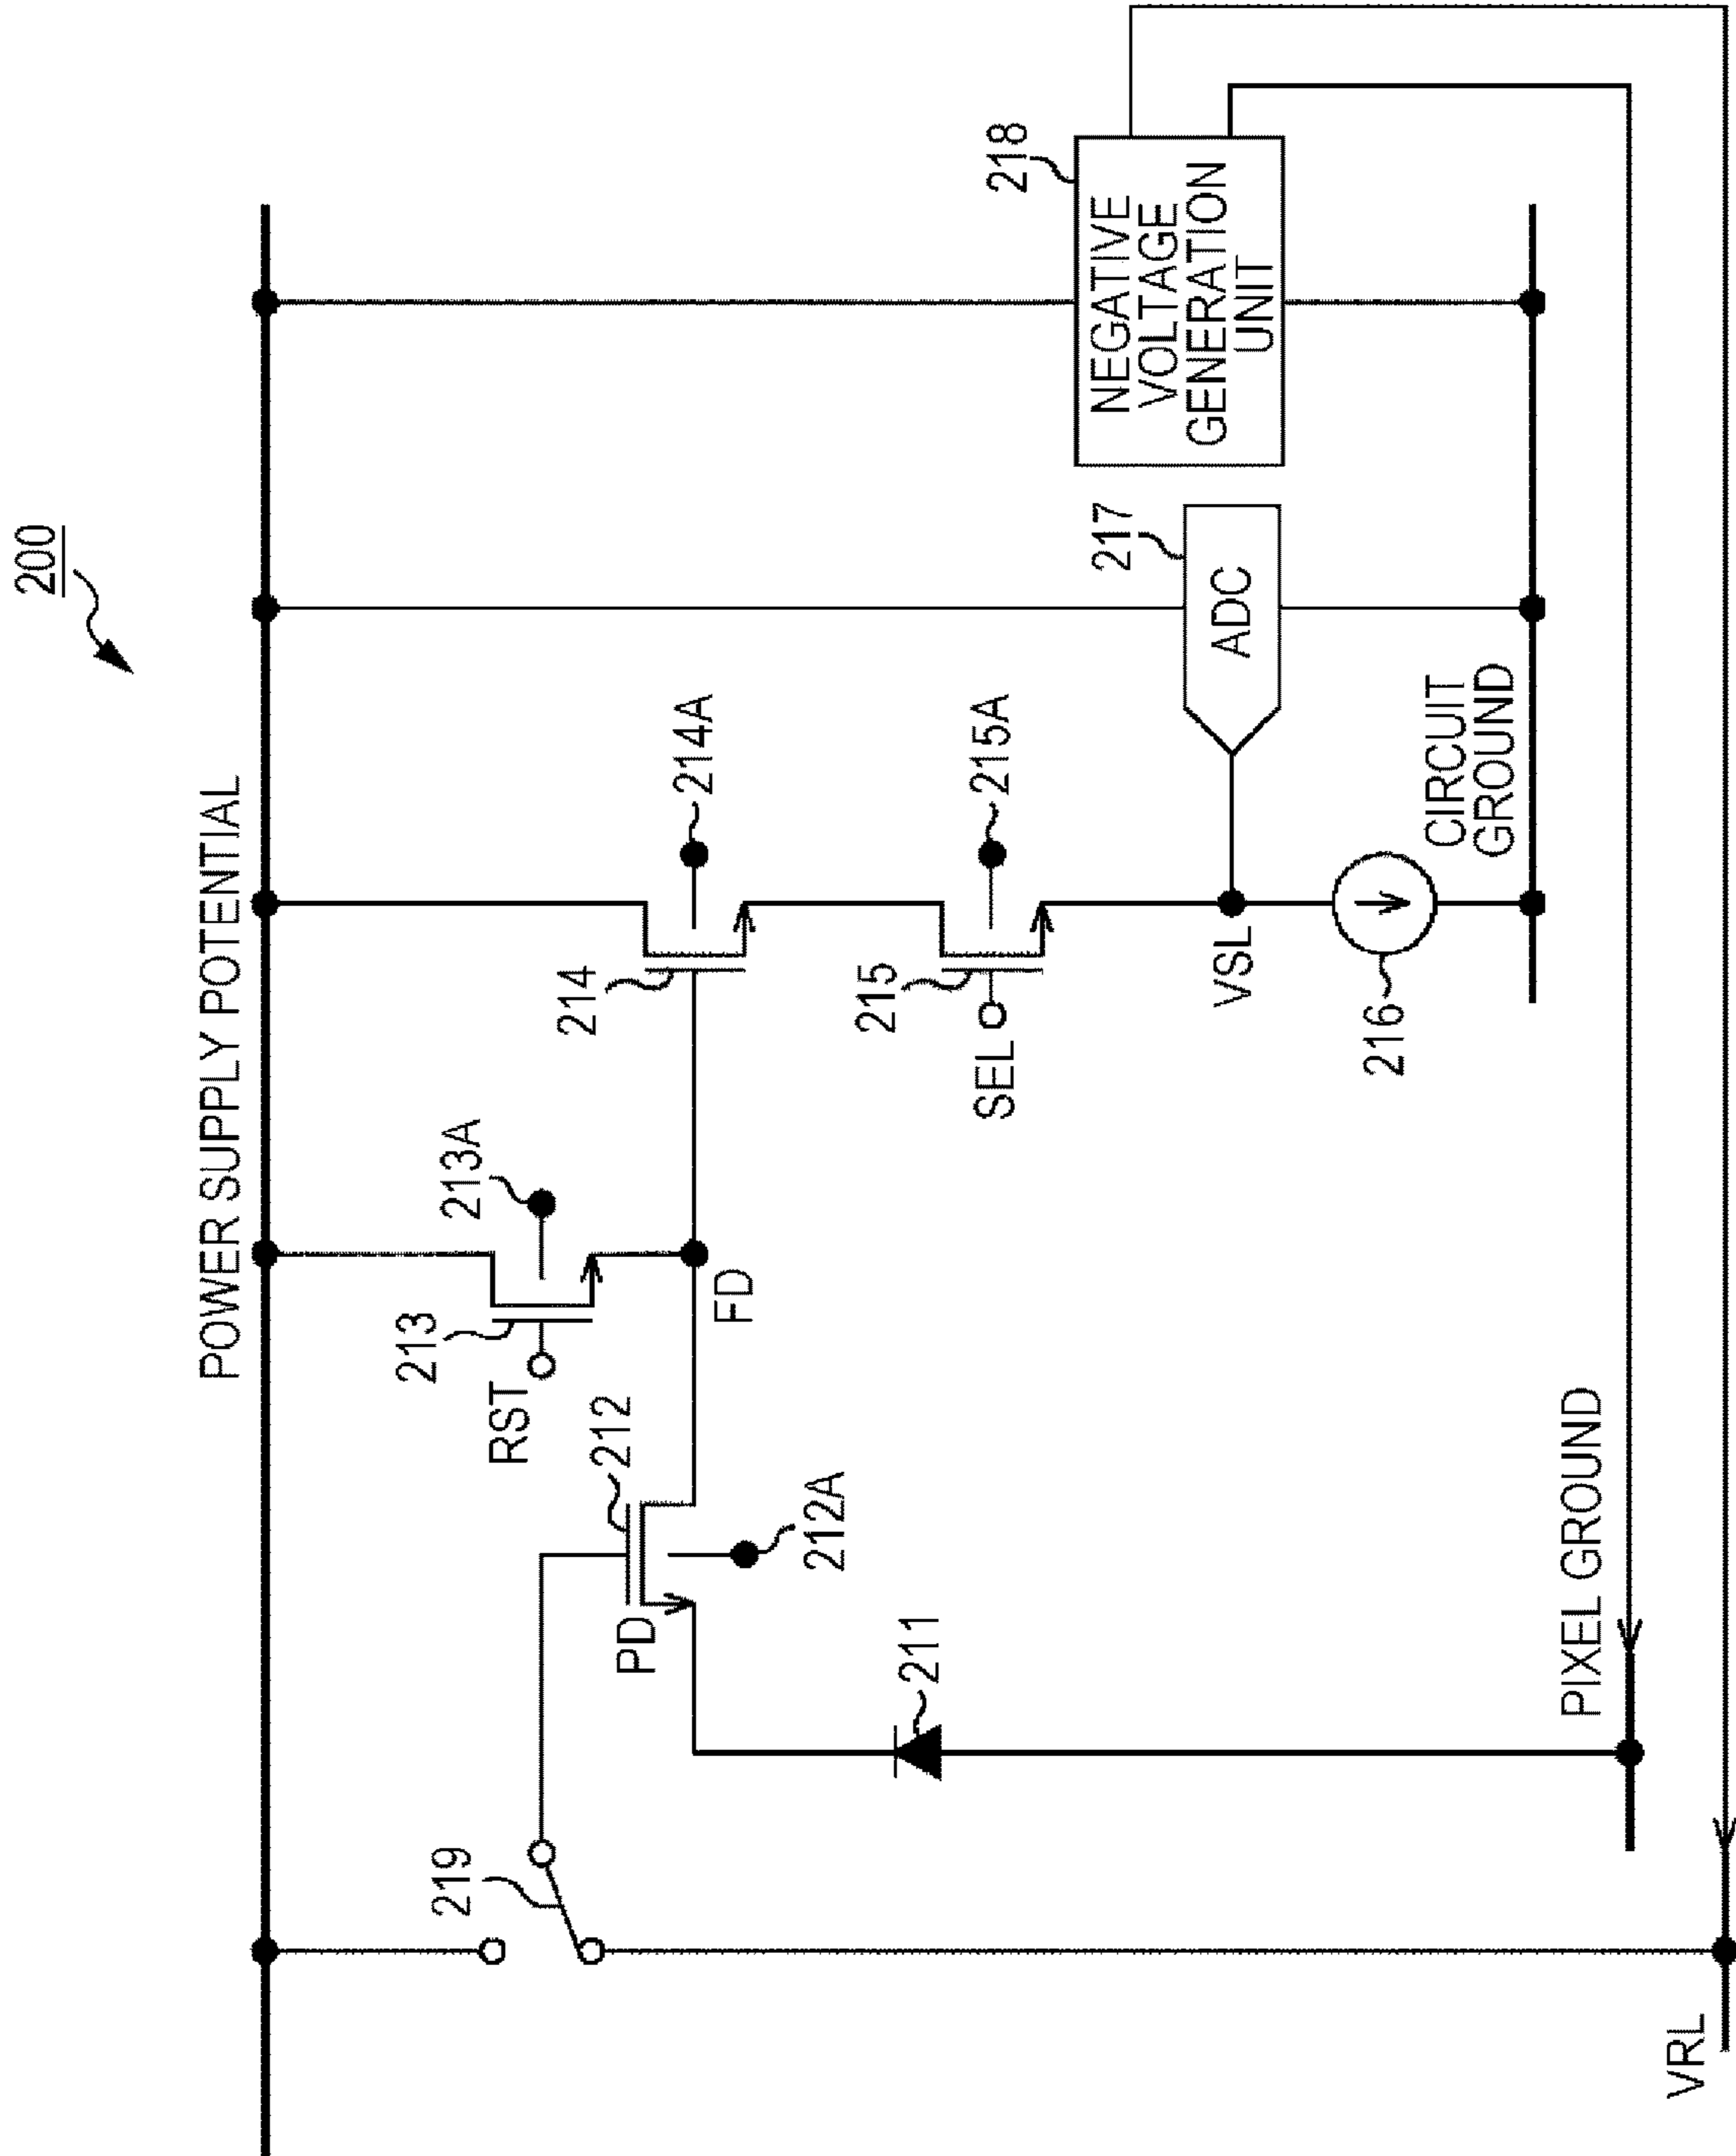 200
POWER SUPPLY POTENTIAL
219
RST
213
213A
212
PD
212A
FD
214
214A
211
SEL
215
215A
VSL
216
217
ADC
218
NEGATIVE
VOLTAGE
GENERATION
UNIT
CIRCUIT
GROUND
PIXEL GROUND
VRL